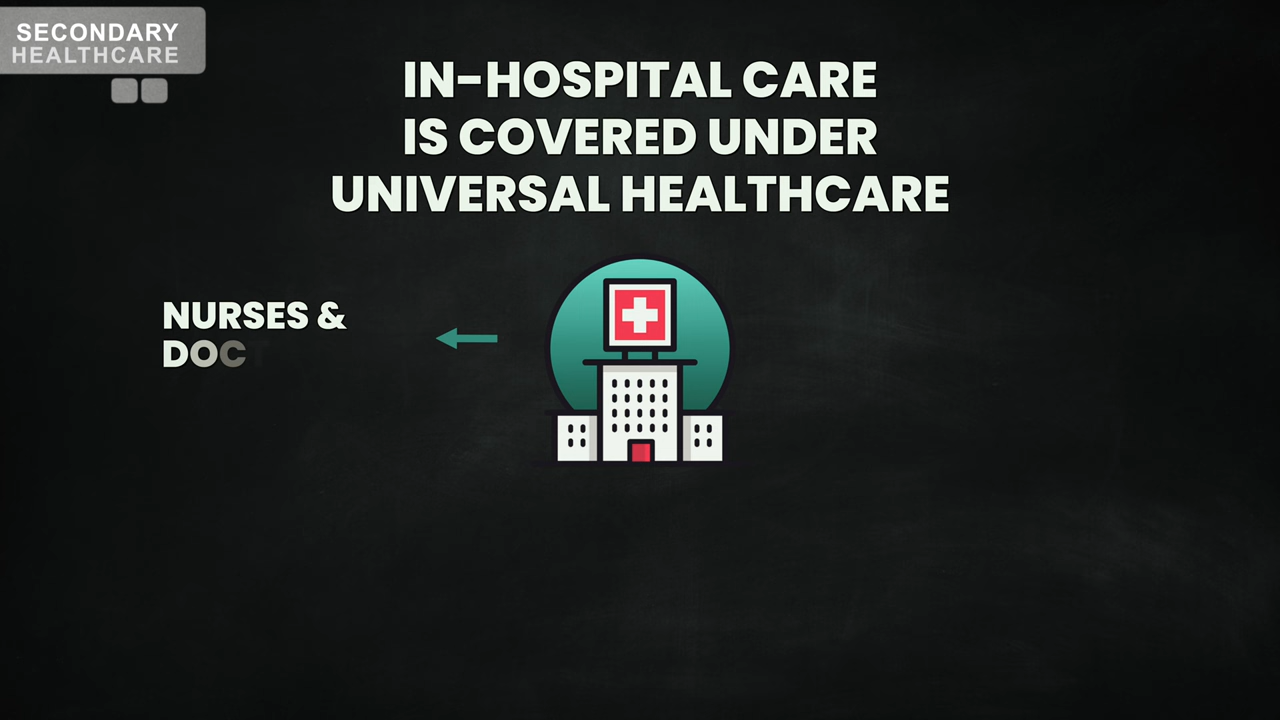 SECONDARY
HEALTHCARE
IN-HOSPITAL CARE
IS COVERED UNDER
UNIVERSAL HEALTHCARE
NURSES &
DOC